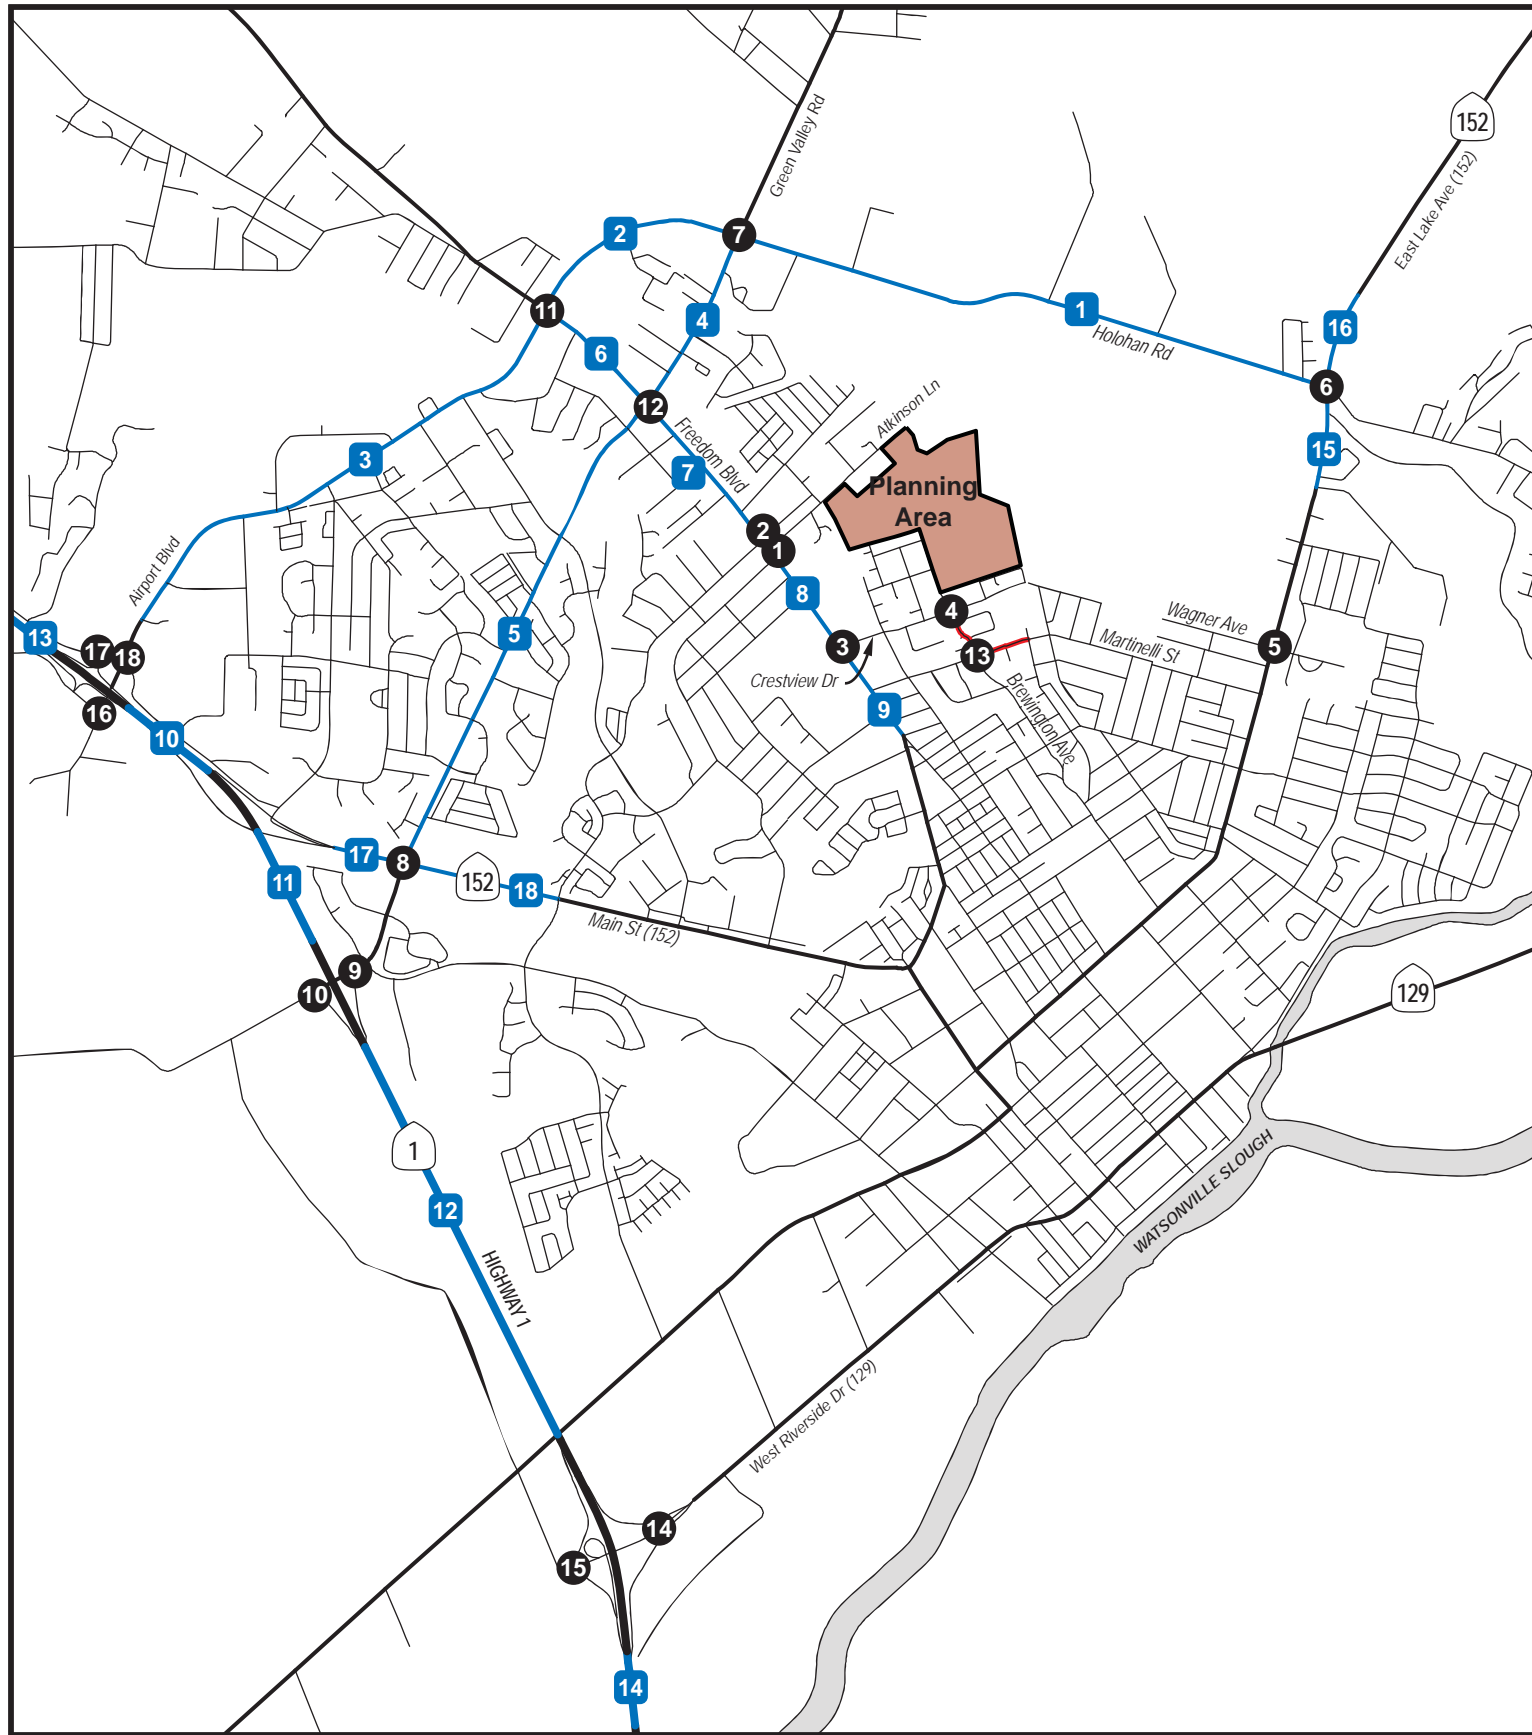 152
Green Valley Rd
East Lake Ave (152)
2
7
11
1
16
4
Holohan Rd
6
6
12
Atkinson Ln
Freedom Blvd
3
7
15
Planning
Area
2
1
Airport Blvd
8
4
Wagner Ave
5
13
17
18
3
13
Martinelli St
5
Crestview Dr
16
10
9
Brewington Ave
17
8
152
18
11
Main St (152)
9
10
129
1
WATSONVILLE SLOUGH
12
HIGHWAY 1
West Riverside Dr (129)
14
15
14